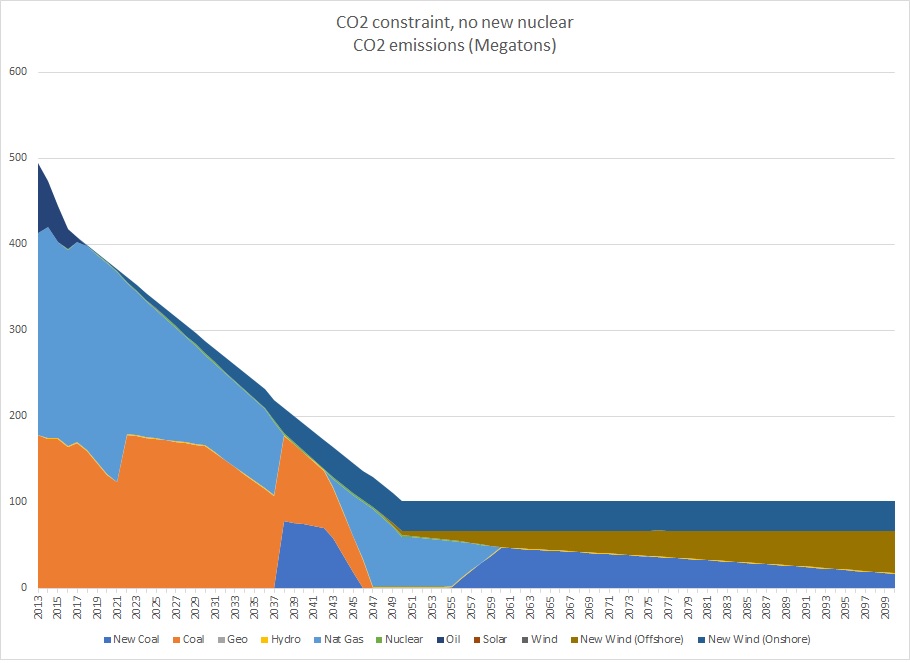 CO2 constraint, no new nuclear
CO2 emissions (Megatons)
600
500
400
300
200
100
0
2013 2015 2017 2019 2021 2023 2025 2027 2029 2031 2033 2035 2037 2039 2041 2043 2045 2047 2049 2051 2053 2055 2057 2059 2061 2063 2065 2067 2069 2071 2073 2075 2077 2079 2081 2083 2085 2087 2089 2091 2093 2095 2097 2099
New Coal Coal Geo Hydro Nat Gas Nuclear Oil Solar Wind New Wind (Offshore) New Wind (Onshore)